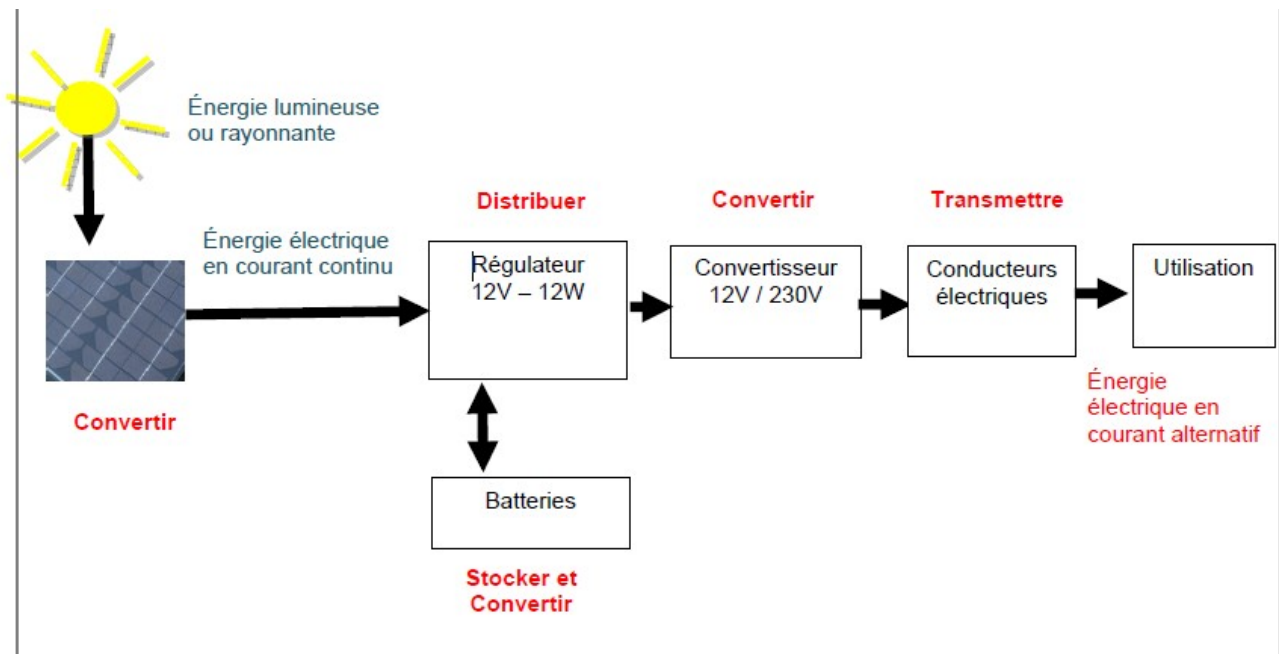 Énergie lumineuse
ou rayonnante
Distribuer
Convertir
Transmettre
Énergie électrique
en courant continu
Régulateur
12V – 12W
Convertisseur
12V / 230V
Conducteurs
électriques
Utilisation
Convertir
Énergie
électrique en
courant alternatif
Batteries
Stocker et
Convertir